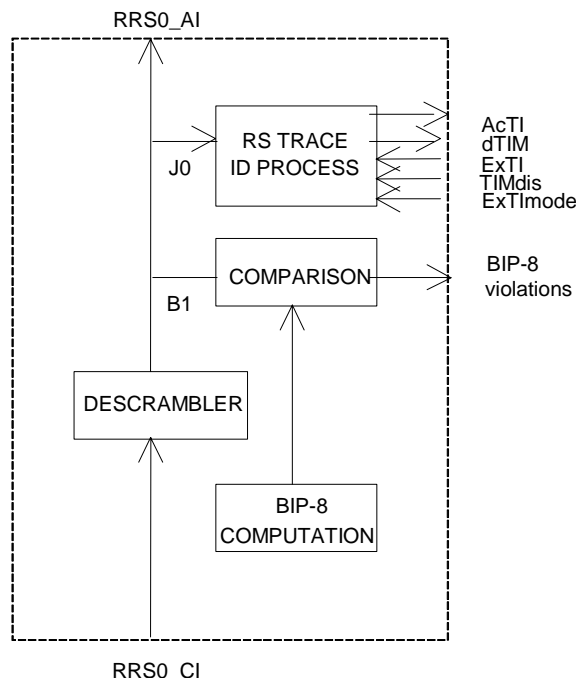 RRS0_AI
RS TRACE
ID PROCESS
AcTI
dTIM
ExTI
TIMdis
ExTImode
J0
COMPARISON
BIP-8
violations
B1
DESCRAMBLER
BIP-8
COMPUTATION
RRS0_CI